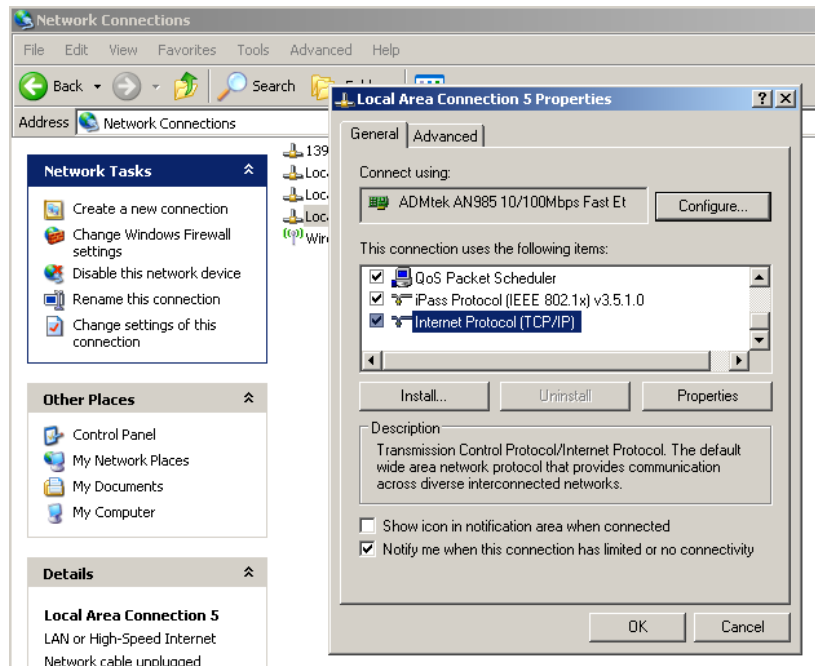 Network Connections
File Edit View Favorites Tools Advanced Help
Back Search
Address Network Connections
Network Tasks
Create a new connection
Change Windows Firewall
settings
Disable this network device
Rename this connection
Change settings of this
connection
Other Places
Control Panel
My Network Places
My Documents
My Computer
Details
Local Area Connection 5
LAN or High-Speed Internet
Network cable unplugged
139
Loc
Loc
Loc
Wir
Local Area Connection 5 Properties
General Advanced
Connect using:
ADMtek AN985 10/100Mbps Fast Et
Configure...
This connection uses the following items:
QoS Packet Scheduler
iPass Protocol (IEEE 802.1x) v3.5.1.0
Internet Protocol (TCP/IP)
Install... Uninstall Properties
Description
Transmission Control Protocol/Internet Protocol. The default
wide area network protocol that provides communication
across diverse interconnected networks.
Show icon in notification area when connected
Notify me when this connection has limited or no connectivity
OK Cancel